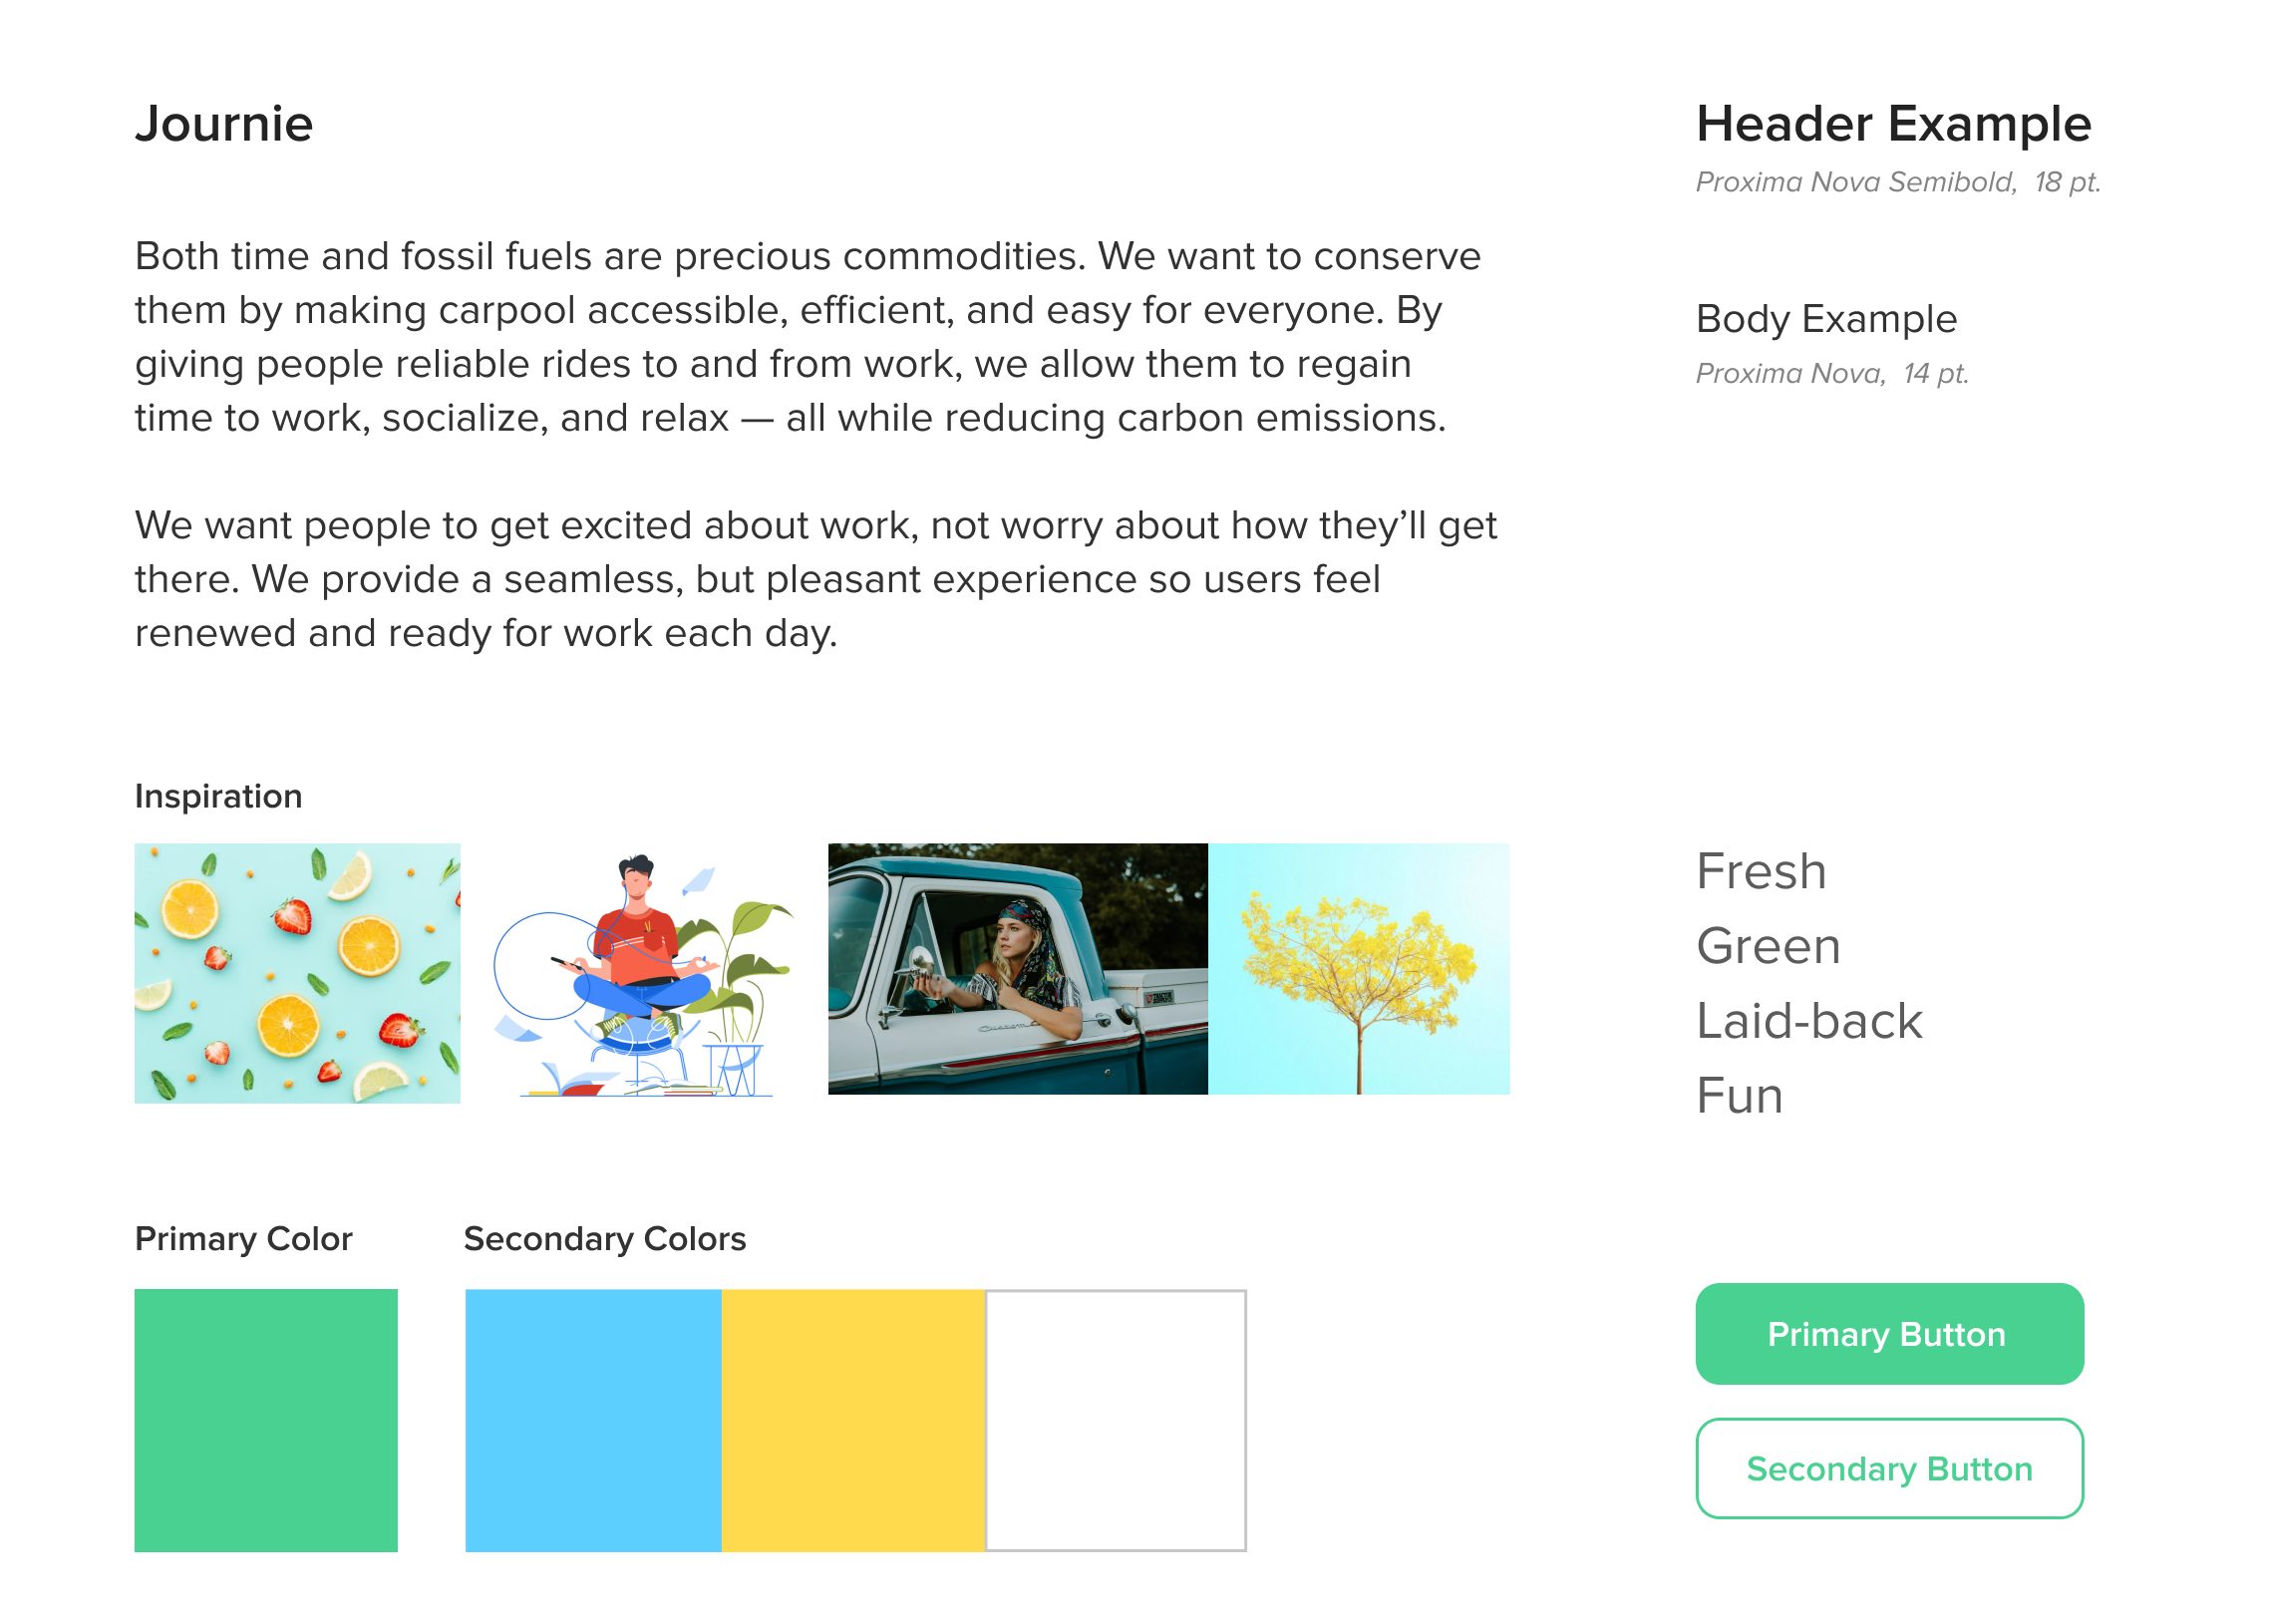 Journie
Both time and fossil fuels are precious commodities. We want to conserve
them by making carpool accessible, efficient, and easy for everyone. By
giving people reliable rides to and from work, we allow them to regain
time to work, socialize, and relax — all while reducing carbon emissions.
We want people to get excited about work, not worry about how they’ll get
there. We provide a seamless, but pleasant experience so users feel
renewed and ready for work each day.
Header Example
Proxima Nova Semibold, 18 pt.
Body Example
Proxima Nova, 14 pt.
Inspiration
Custom
Fresh
Green
Laid-back
Fun
Primary Color
Secondary Colors
Primary Button
Secondary Button